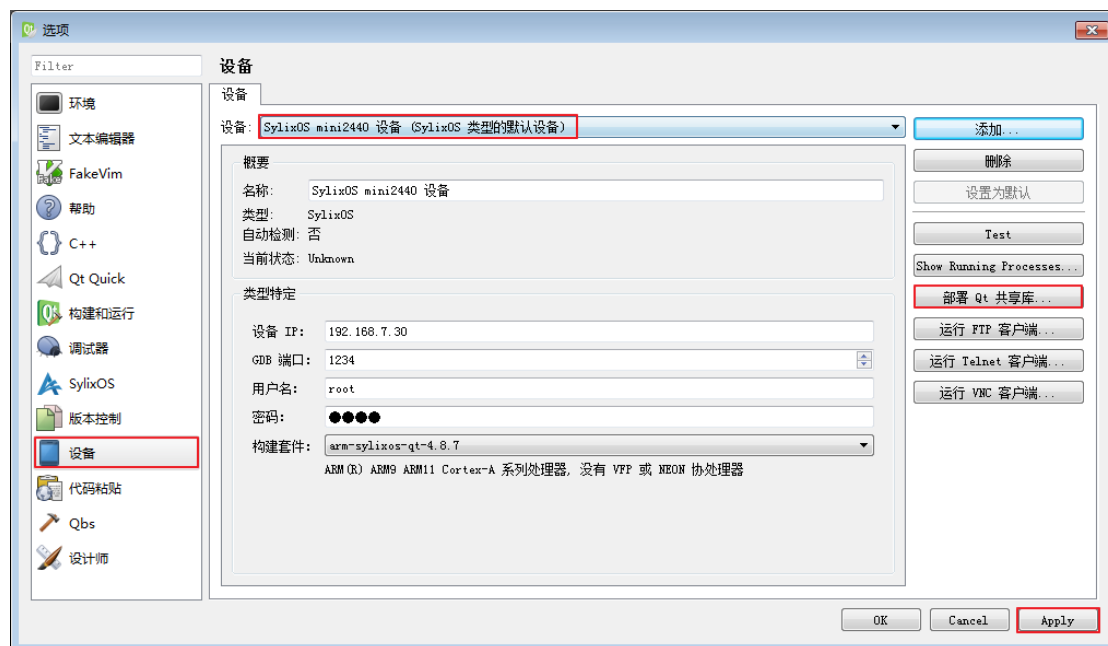 选项
Filter
环境
文本编辑器
FakeVim
帮助
C++
Qt Quick
构建和运行
调试器
SylixOS
版本控制
设备
代码粘贴
Qbs
设计师
设备
设备
设备: SylixOS mini2440 设备 (SylixOS 类型的默认设备)
概要
名称: SylixOS mini2440 设备
类型: SylixOS
自动检测: 否
当前状态: Unknown
类型特定
设备 IP: 192.168.7.30
GDB 端口: 1234
用户名: root
密码: ●●●●
构建套件: arm-sylixos-qt-4.8.7
ARM(R) ARM9 ARM11 Cortex-A 系列处理器, 没有 VFP 或 NEON 协处理器
添加...
删除
设置为默认
Test
Show Running Processes...
部署 Qt 共享库...
运行 FTP 客户端...
运行 Telnet 客户端...
运行 VNC 客户端...
OK Cancel Apply